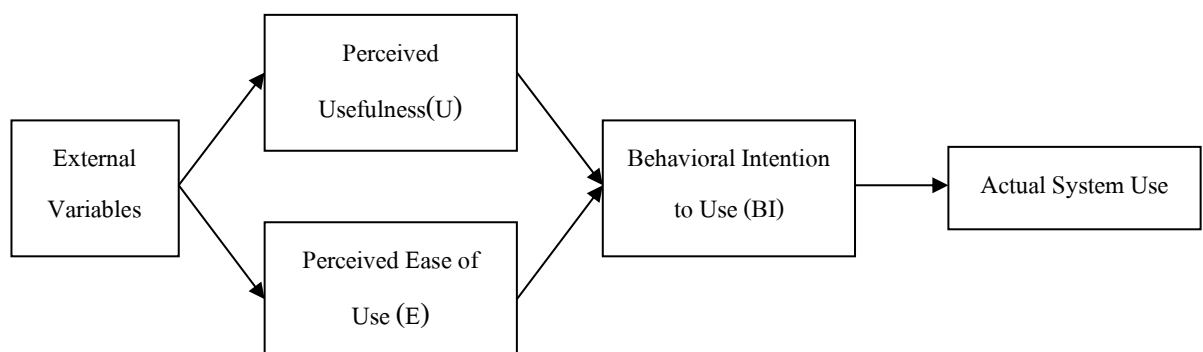 External
Variables
Perceived
Usefulness(U)
Perceived Ease of
Use (E)
Behavioral Intention
to Use (BI)
Actual System Use